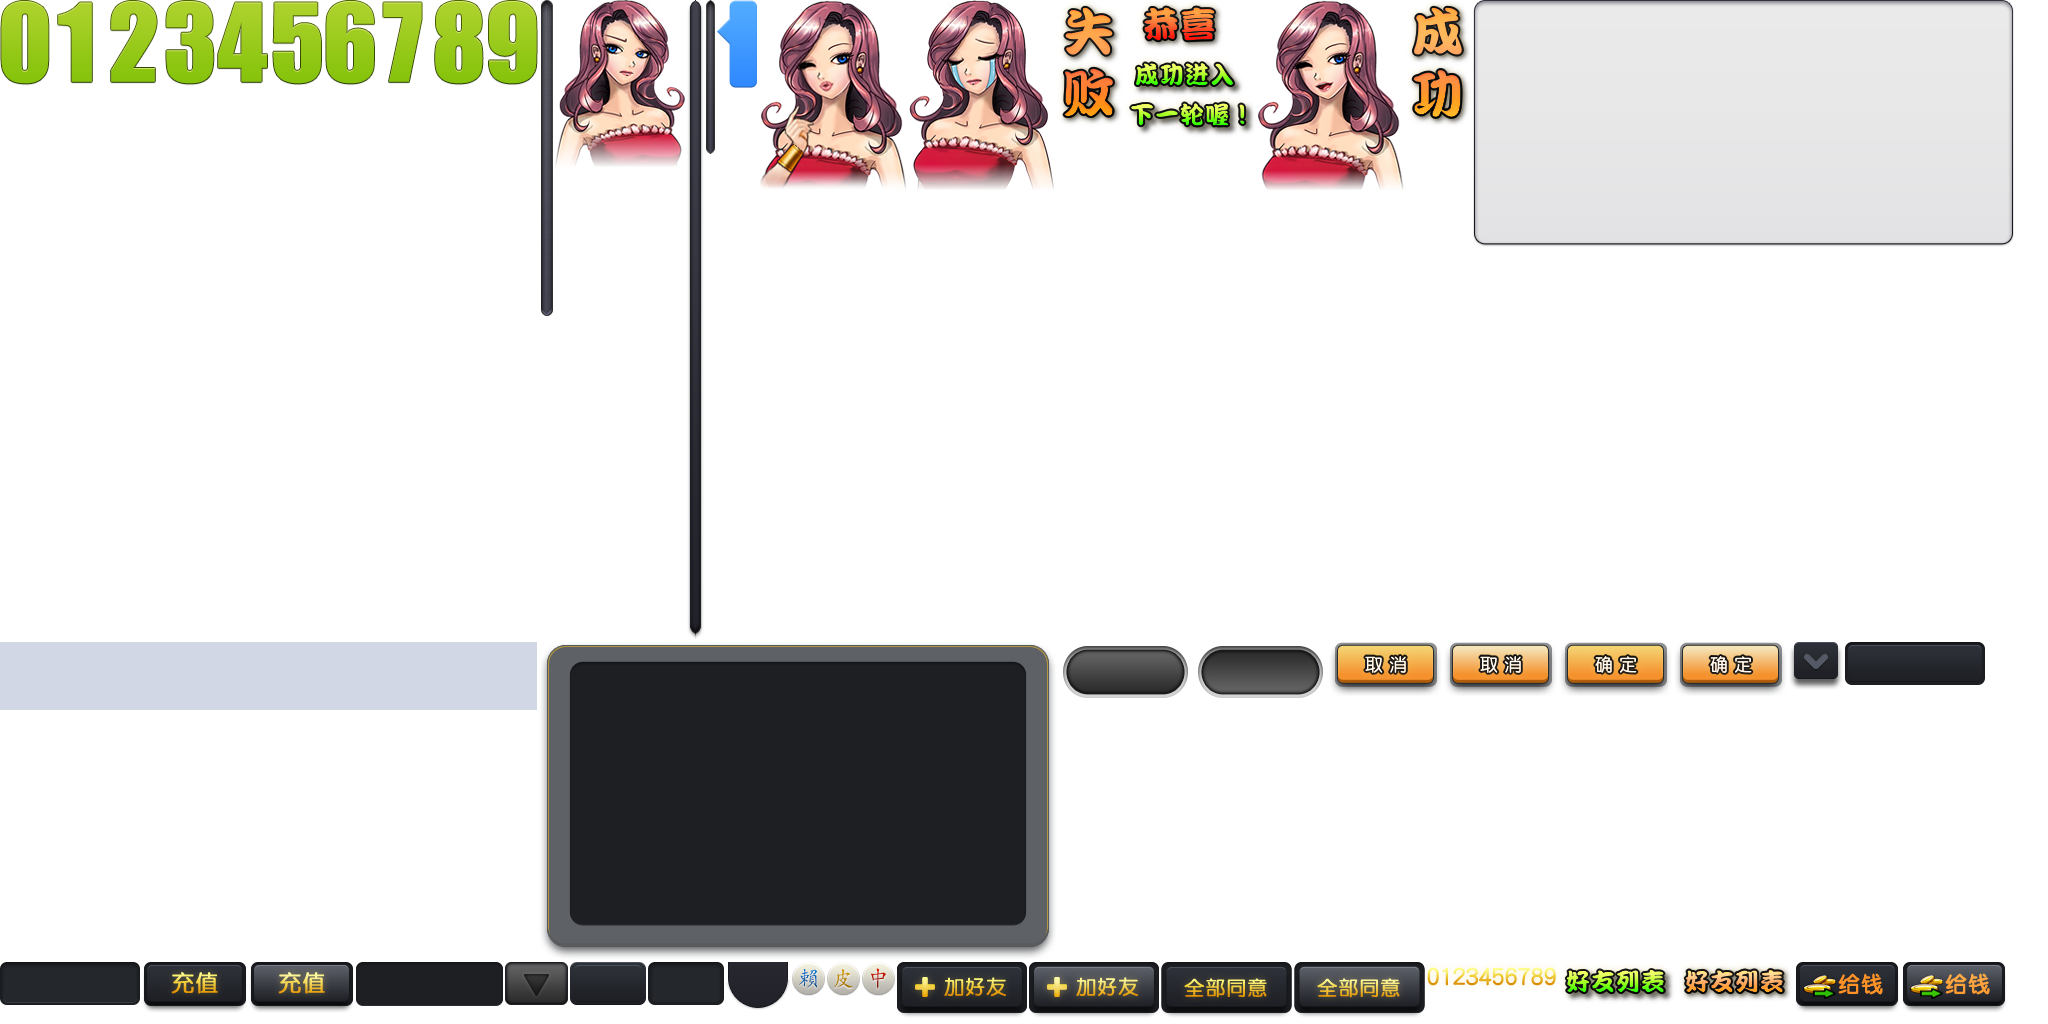 0123456789
失败
恭喜
成功进入
下一轮喔！
成功
取消
取消
确定
确定
充值
充值
賴
皮
中
加好友
加好友
全部同意
全部同意
0123456789
好友列表
好友列表
给钱
给钱